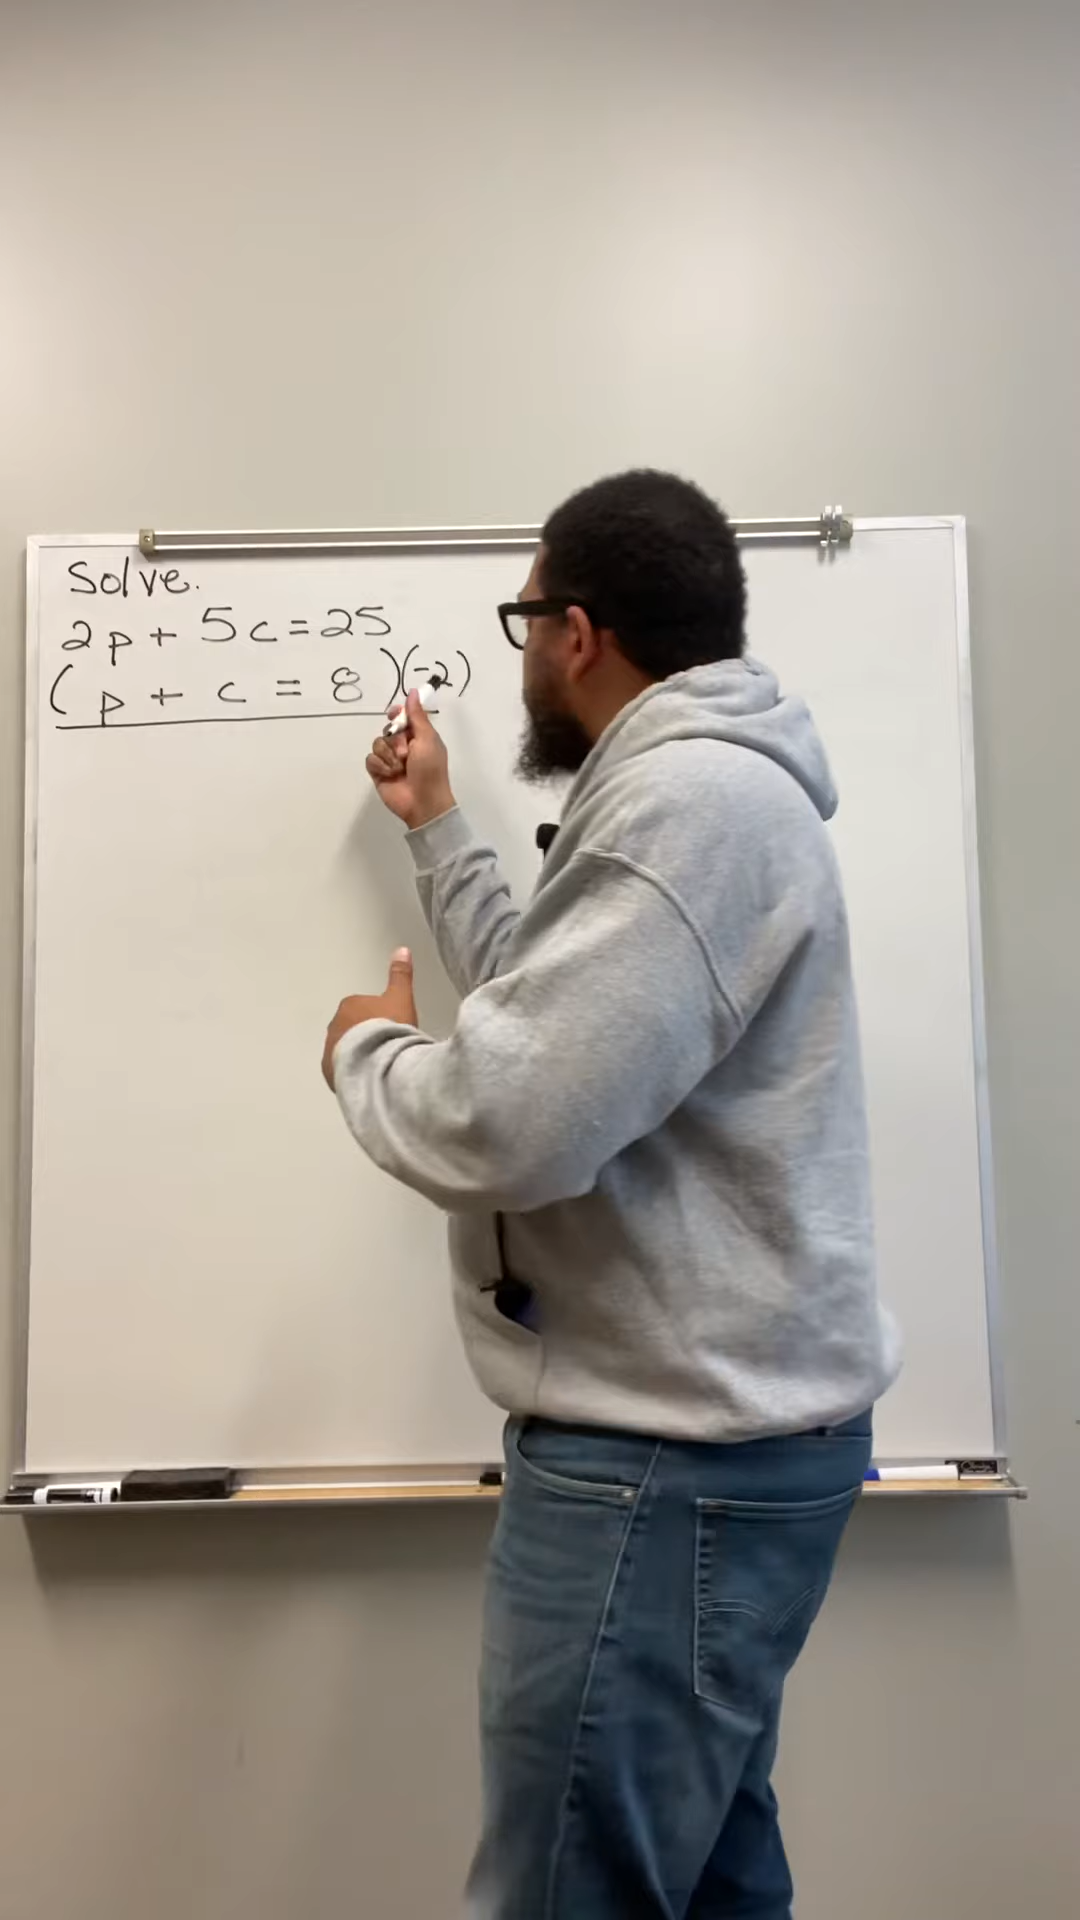 Solve.
2p + 5c = 25
( p + c = 8 )(-2)